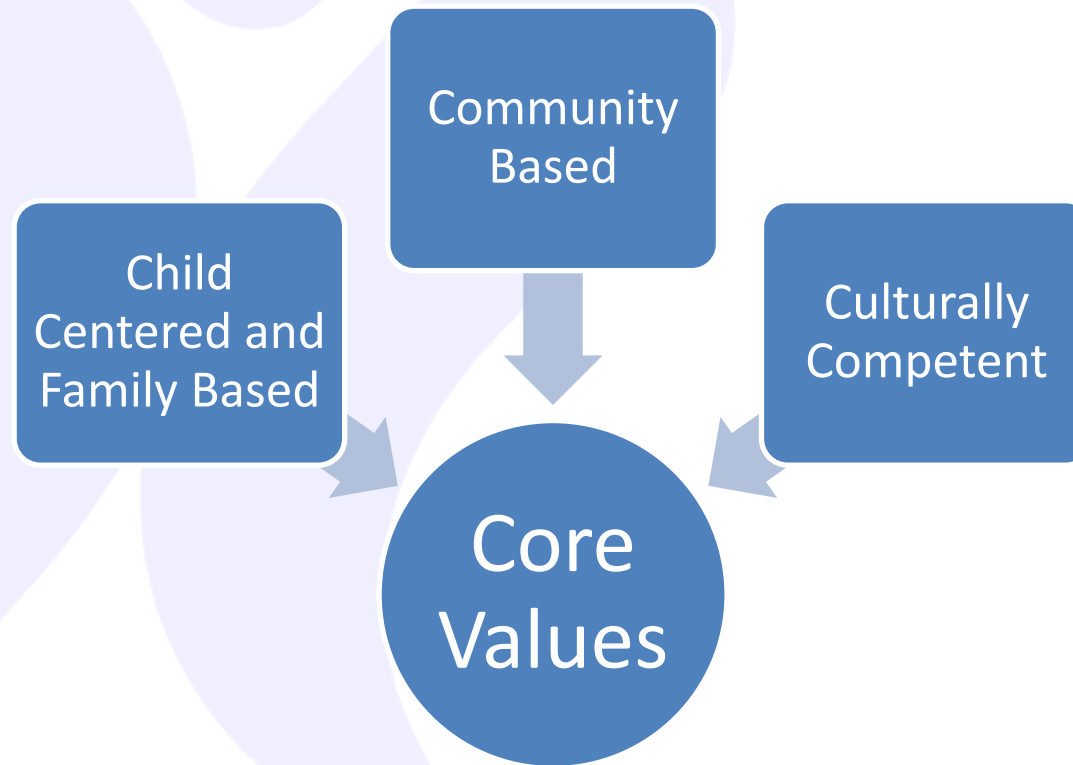 Community
Based
Child
Centered and
Family Based
Culturally
Competent
Core
Values